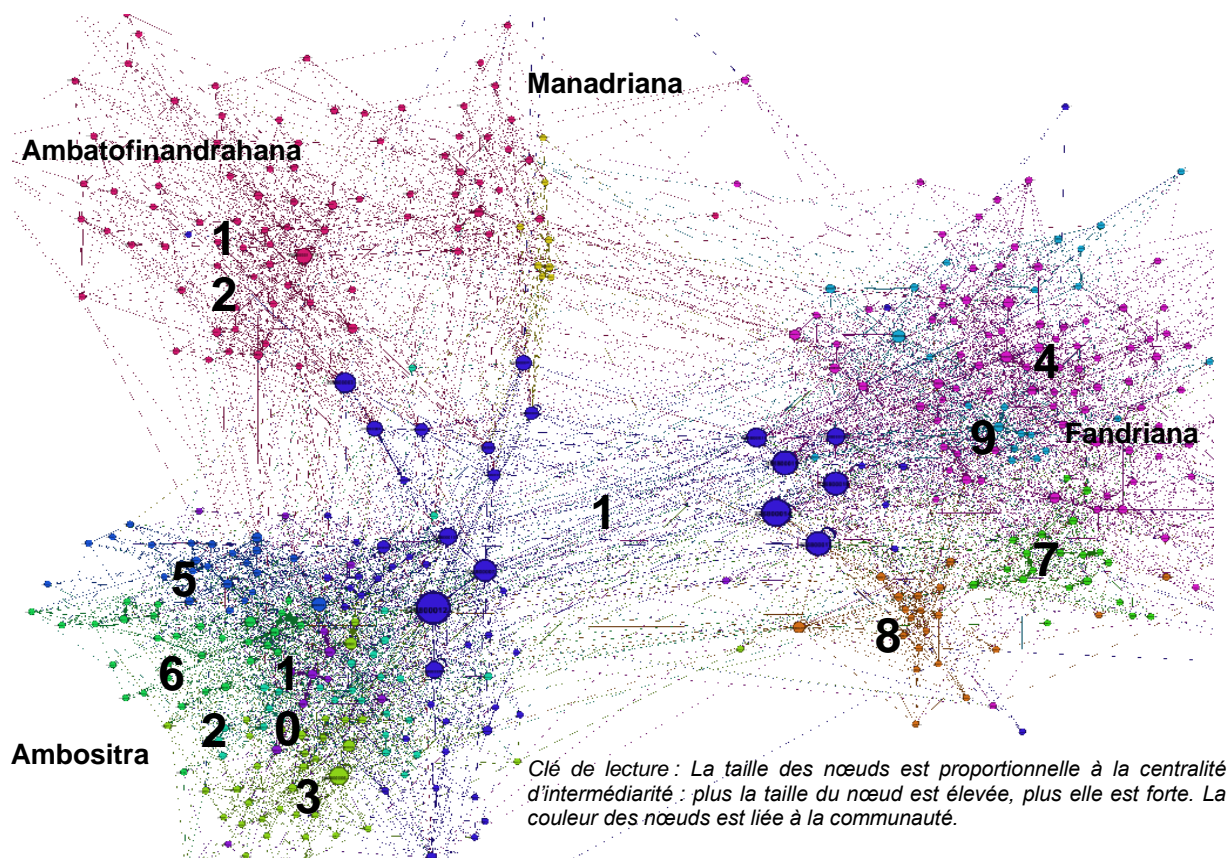 Manadriana
Ambatofinandrahana
1
2
4
9
Fandriana
1
5
7
8
6
1
2
0
Ambositra
3
Clé de lecture : La taille des nœuds est proportionnelle à la centralité
d'intermédiarité : plus la taille du nœud est élevée, plus elle est forte. La
couleur des nœuds est liée à la communauté.